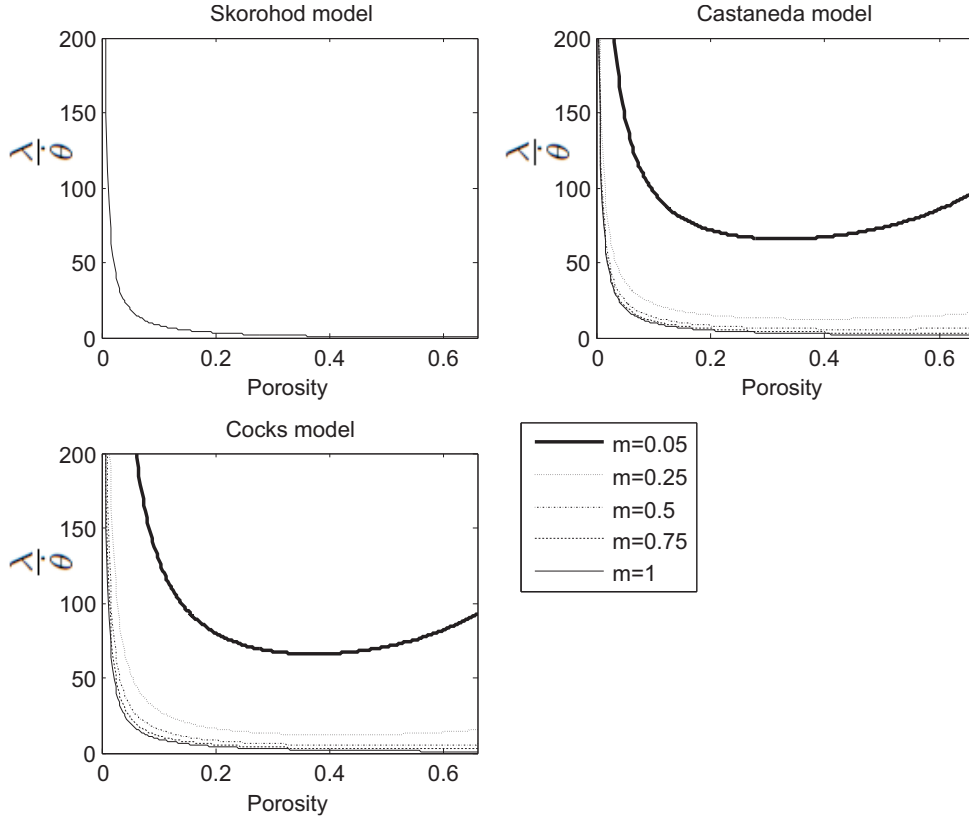 Skorohod model
200
150
100
50
0
λ
θ̇
0 0.2 0.4 0.6
Porosity
Castaneda model
200
150
100
50
0
λ
θ̇
0 0.2 0.4 0.6
Porosity
Cocks model
200
150
100
50
0
λ
θ̇
0 0.2 0.4 0.6
Porosity
m=0.05
m=0.25
m=0.5
m=0.75
m=1